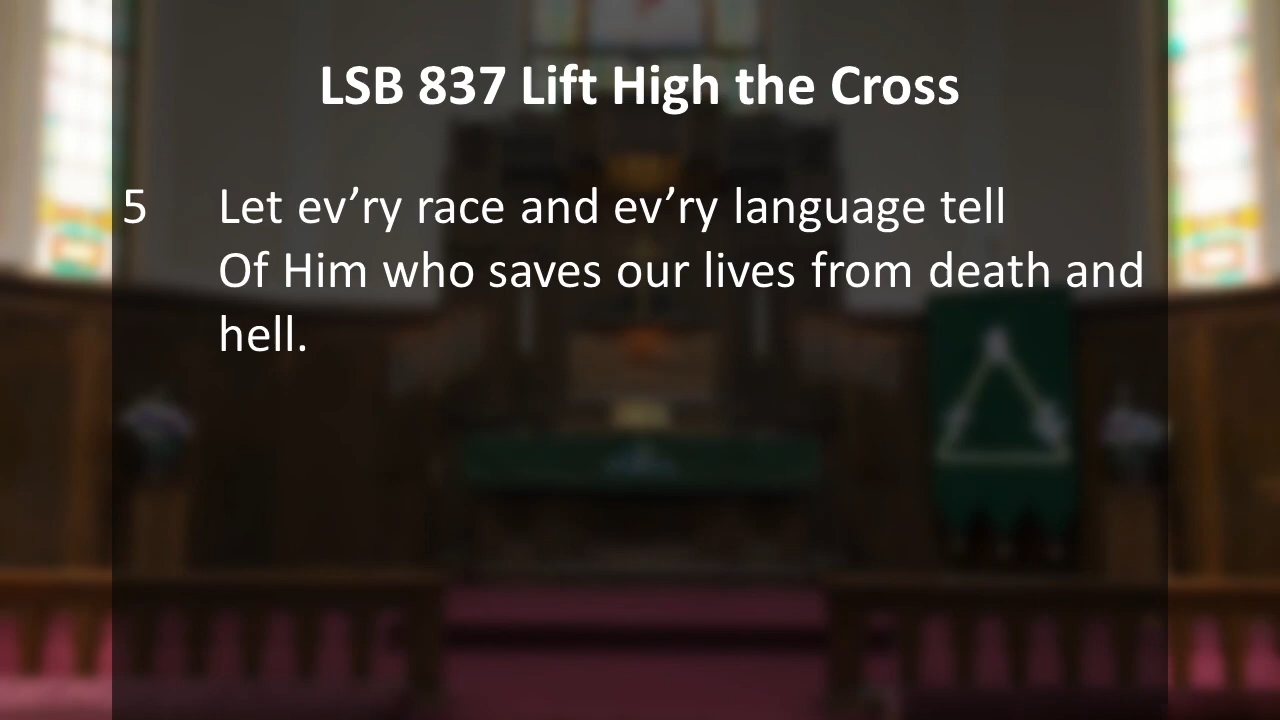 LSB 837 Lift High the Cross
5 Let ev’ry race and ev’ry language tell
Of Him who saves our lives from death and
hell.